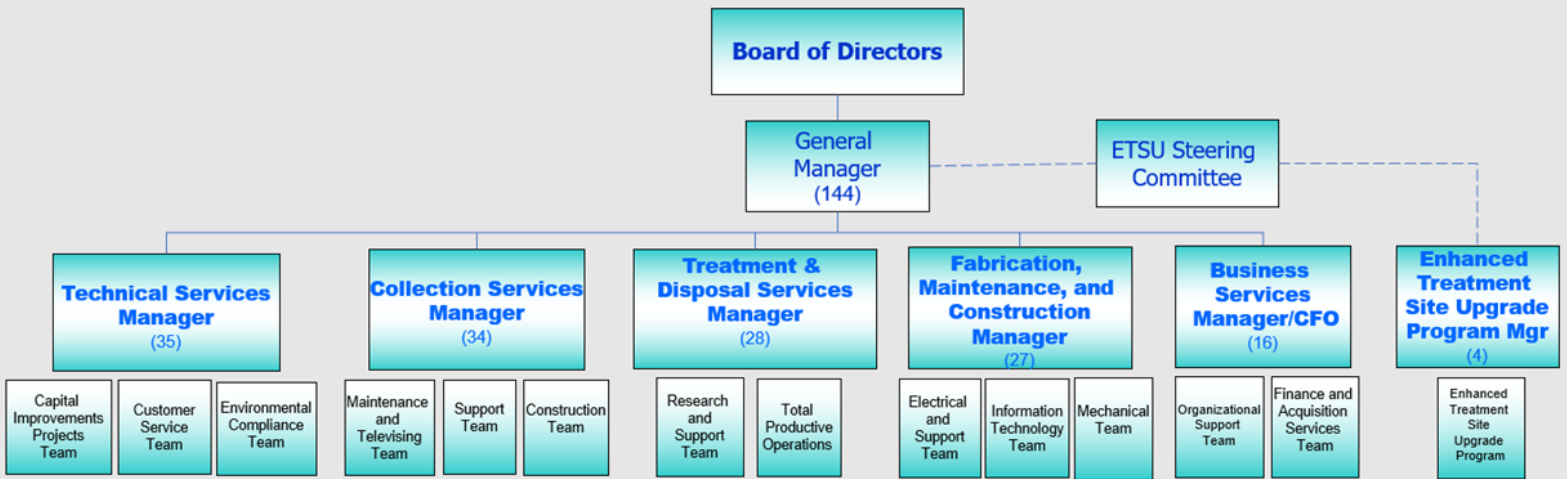 Board of Directors
General
Manager
(144)
ETSU Steering
Committee
Technical Services
Manager
(35)
Collection Services
Manager
(34)
Treatment &
Disposal Services
Manager
(28)
Fabrication,
Maintenance, and
Construction
Manager
(27)
Business
Services
Manager/CFO
(16)
Enhanced
Treatment
Site Upgrade
Program Mgr
(4)
Capital
Improvements
Projects
Team
Customer
Service
Team
Environmental
Compliance
Team
Maintenance
and
Televising
Team
Support
Team
Construction
Team
Research
and
Support
Team
Total
Productive
Operations
Electrical
and
Support
Team
Information
Technology
Team
Mechanical
Team
Organizational
Support
Team
Finance and
Acquisition
Services
Team
Enhanced
Treatment
Site
Upgrade
Program